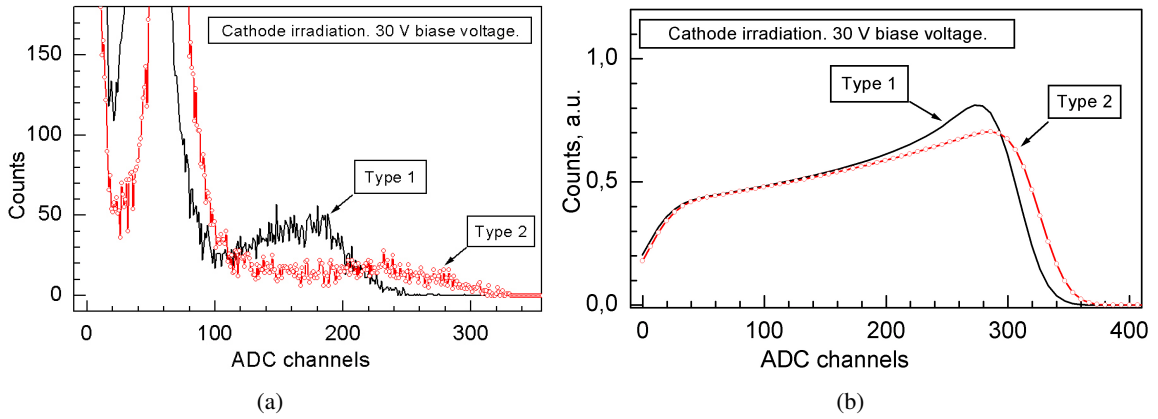 Cathode irradiation. 30 V biase voltage.
150
100
50
0
Counts
Type 1
Type 2
0
100
200
300
ADC channels
(a)
Cathode irradiation. 30 V biase voltage.
1,0
0,5
0,0
Counts, a.u.
Type 1
Type 2
0
100
200
300
400
ADC channels
(b)